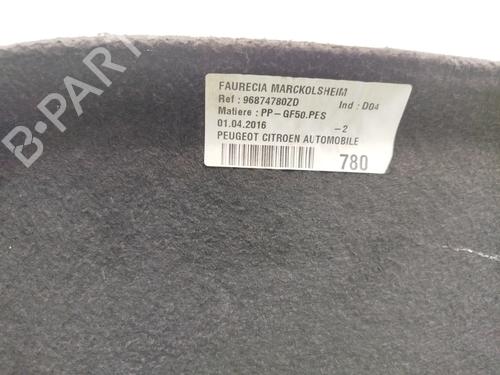 FAURECIA MARCKOLSHEIM
Ref : 96874780ZD Ind : D04
Matiere : PP-GF50.PES
01.04.2016 -2
PEUGEOT CITROEN AUTOMOBILE
780
B-PARTS